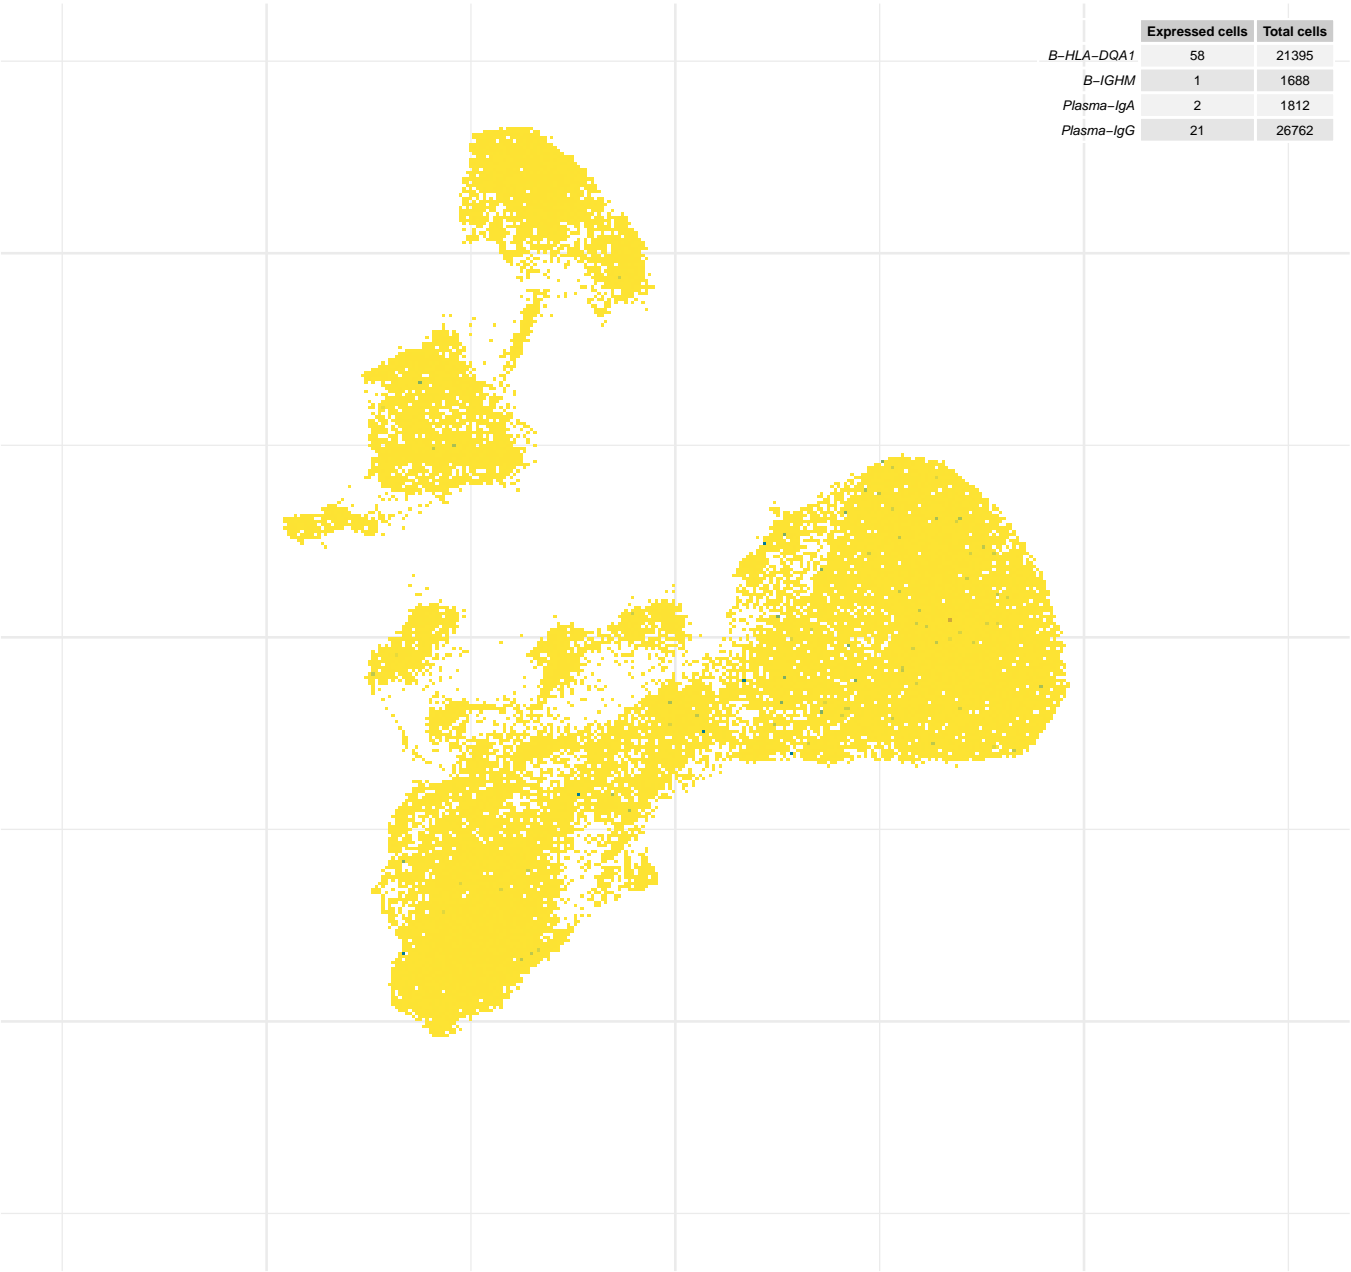 Expressed cells Total cells
B−HLA−DQA1 58 21395
B−IGHM 1 1688
Plasma−IgA 2 1812
Plasma−IgG 21 26762